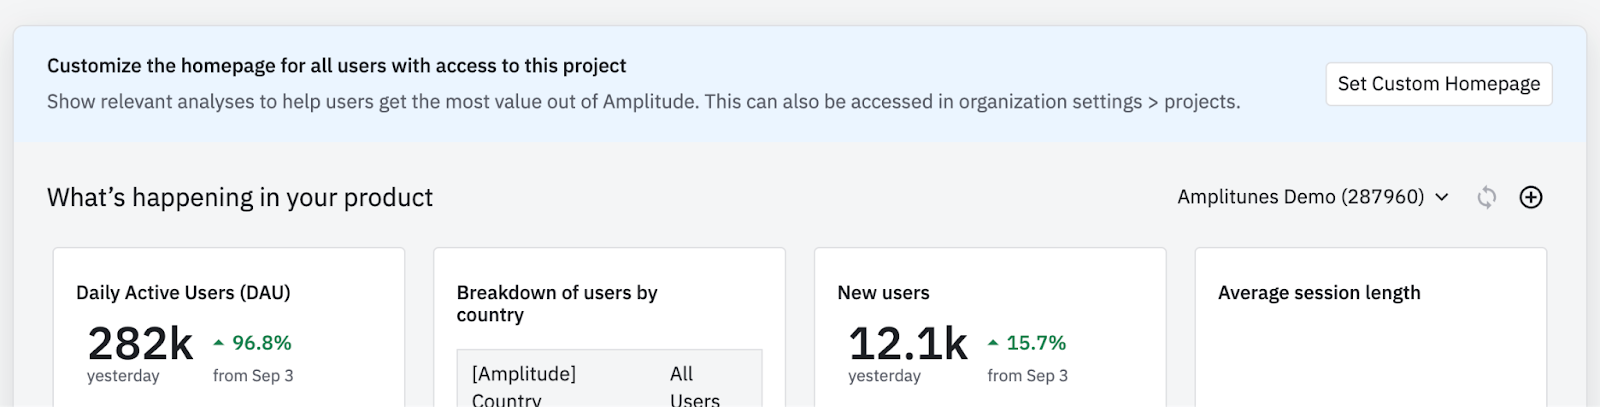 Customize the homepage for all users with access to this project
Show relevant analyses to help users get the most value out of Amplitude. This can also be accessed in organization settings > projects.
Set Custom Homepage
What’s happening in your product
Amplitunes Demo (287960)
Daily Active Users (DAU)
282k
96.8%
yesterday
from Sep 3
Breakdown of users by
country
[Amplitude]
Country
All
Users
New users
12.1k
15.7%
yesterday
from Sep 3
Average session length